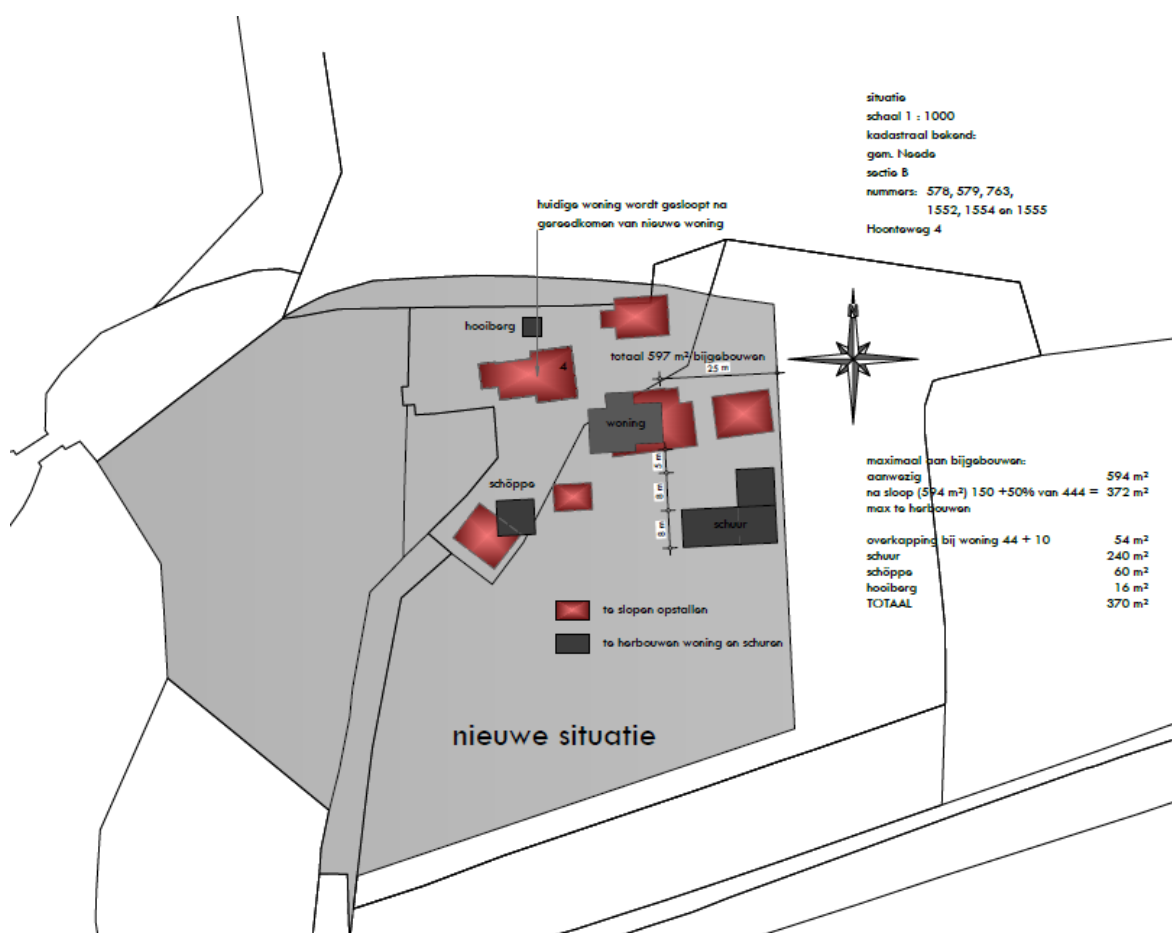 situatie
schaal 1 : 1000
kadastraal bekend:
gem. Neede
sectie B
nummers: 578, 579, 763,
1552, 1554 en 1555
Hoonteweg 4
huidige woning wordt gesloopt na
gereedkomen van nieuwe woning
N
hooiberg
4
totaal 597 m² bijgebouwen
25 m
woning
5 m
8 m
8 m
schöppe
schuur
maximaal aan bijgebouwen:
aanwezig 594 m²
na sloop (594 m²) 150 +50% van 444 = 372 m²
max te herbouwen
overkapping bij woning 44 + 10 54 m²
schuur 240 m²
schöppe 60 m²
hooiberg 16 m²
TOTAAL 370 m²
te slopen opstallen
te herbouwen woning en schuren
nieuwe situatie